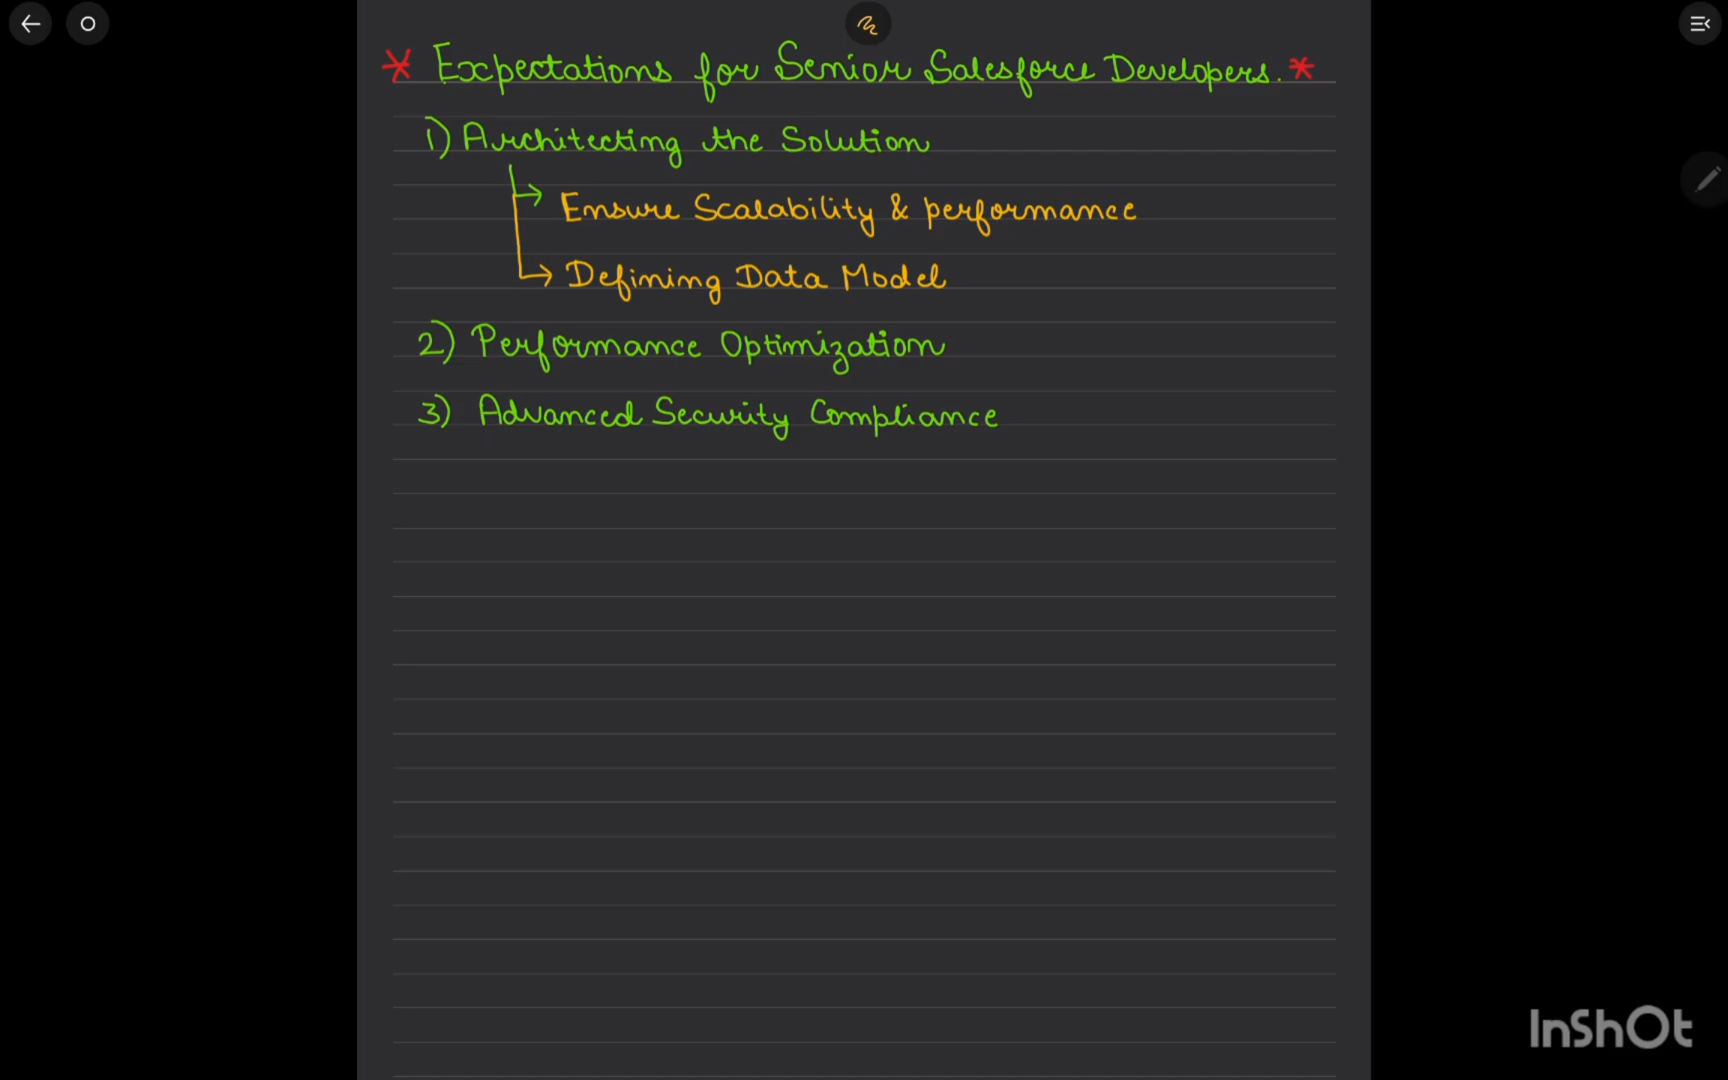 * Expectations for Senior Salesforce Developers. *
1) Architecting the Solution
→ Ensure Scalability & performance
→ Defining Data Model
2) Performance Optimization
3) Advanced Security Compliance
InShOt